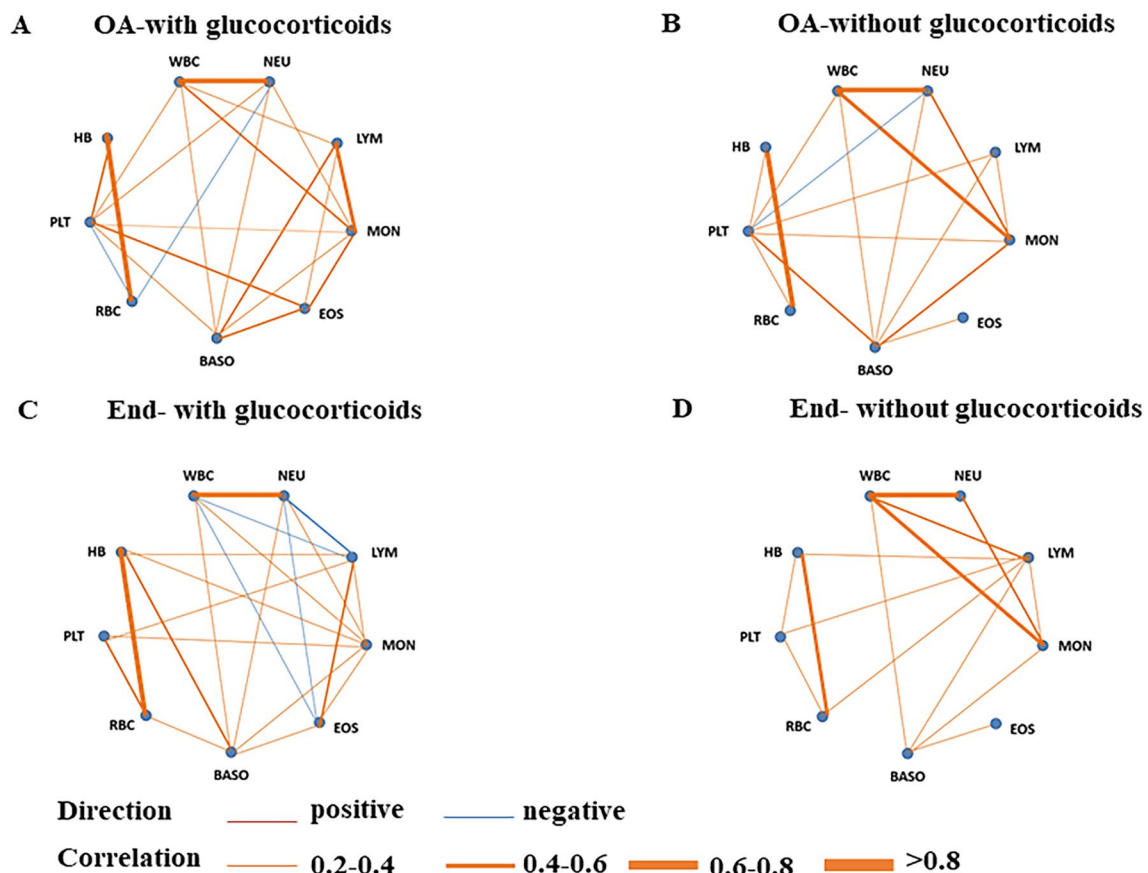 A OA-with glucocorticoids
B OA-without glucocorticoids
WBC NEU
HB LYM
PLT MON
RBC EOS
BASO
WBC NEU
HB LYM
PLT MON
RBC EOS
BASO
C End- with glucocorticoids
D End- without glucocorticoids
WBC NEU
HB LYM
PLT MON
RBC EOS
BASO
WBC NEU
HB LYM
PLT MON
RBC EOS
BASO
Direction positive negative
Correlation 0.2-0.4 0.4-0.6 0.6-0.8 >0.8